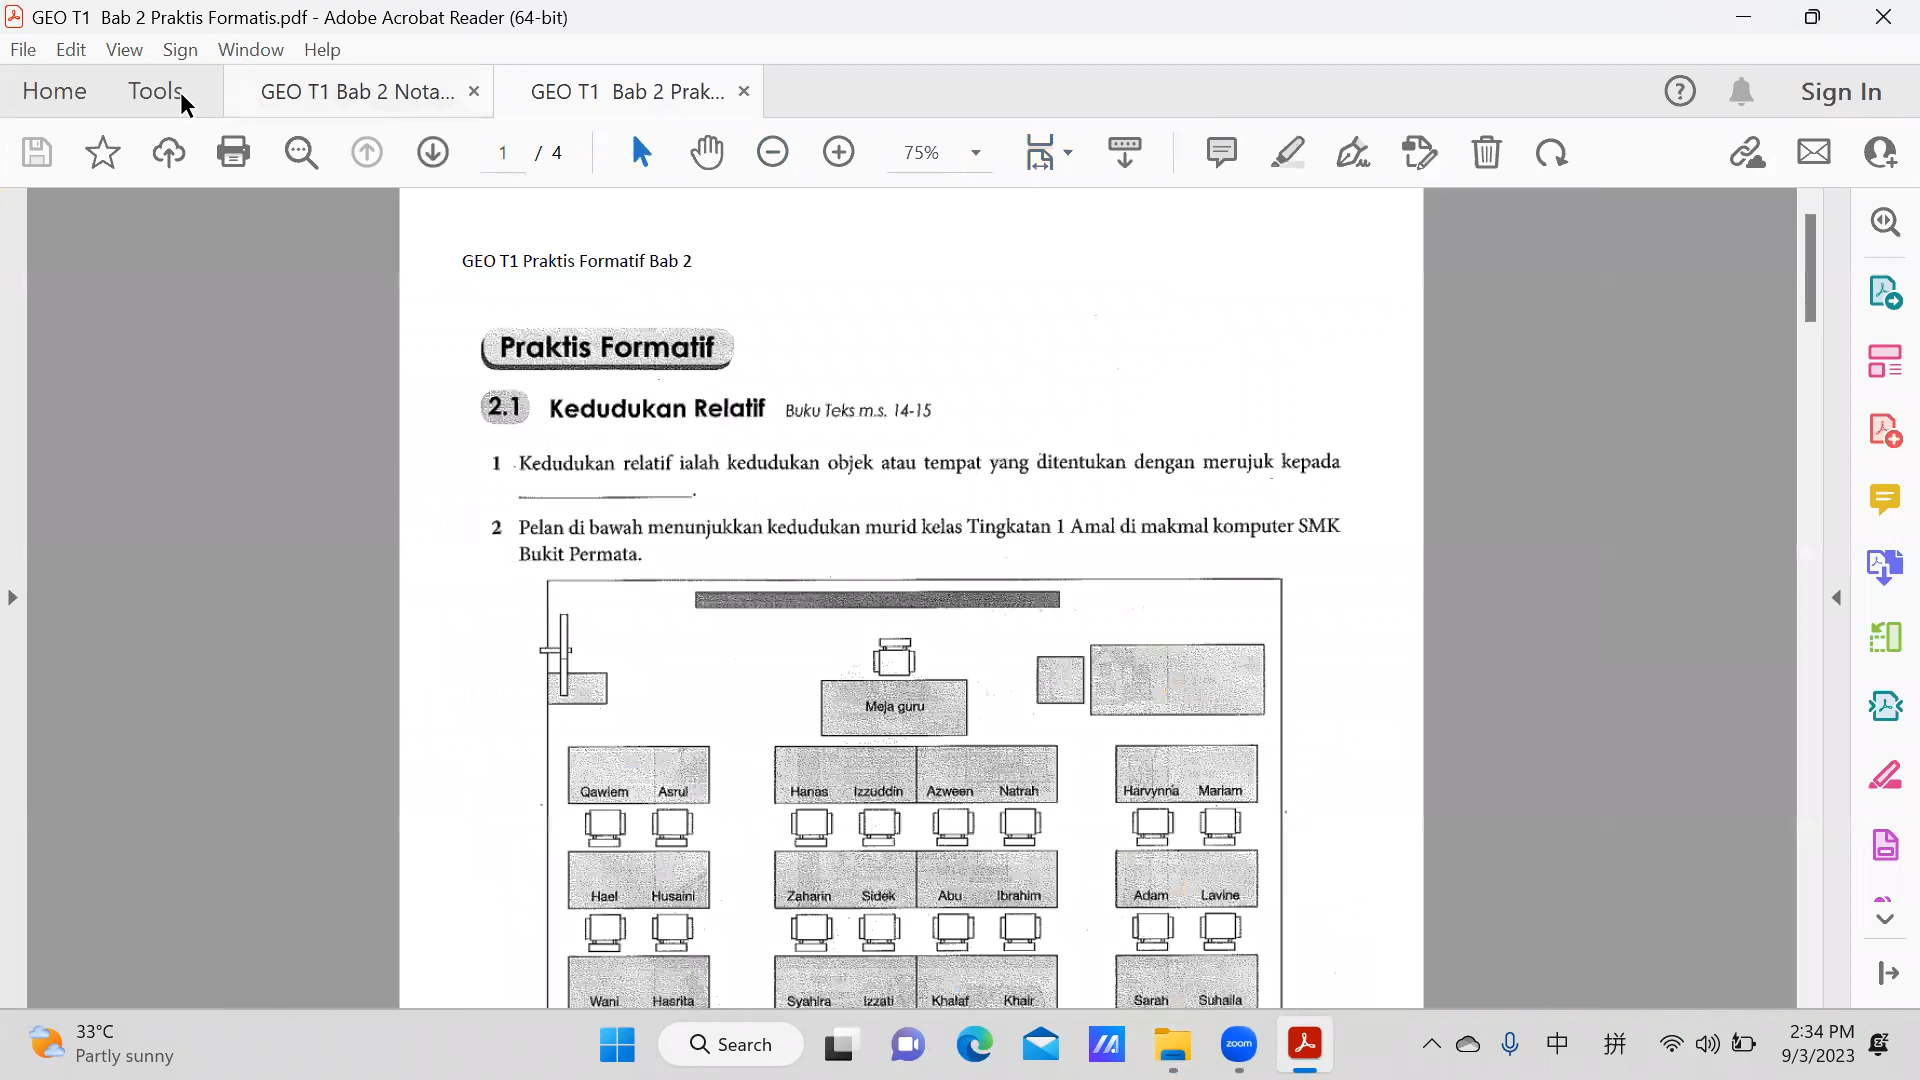 GEO T1  Bab 2 Praktis Formatis.pdf - Adobe Acrobat Reader (64-bit)
File Edit View Sign Window Help
Home Tools GEO T1 Bab 2 Nota... GEO T1  Bab 2 Prak... Sign In
1 / 4 75%
GEO T1 Praktis Formatif Bab 2
Praktis Formatif
2.1 Kedudukan Relatif Buku Teks m.s. 14-15
1 Kedudukan relatif ialah kedudukan objek atau tempat yang ditentukan dengan merujuk kepada
____________________.
2 Pelan di bawah menunjukkan kedudukan murid kelas Tingkatan 1 Amal di makmal komputer SMK
Bukit Permata.
Meja guru
Qawiem Asrul Hanas Izzuddin Azween Natrah Harvynna Mariam
Hael Husaini Zaharin Sidek Abu Ibrahim Adam Lavine
Wani Hasrita Syahira Izzati Khalaf Khair Sarah Suhaila
33°C
Partly sunny
Search
zoom
中 拼
2:34 PM
9/3/2023